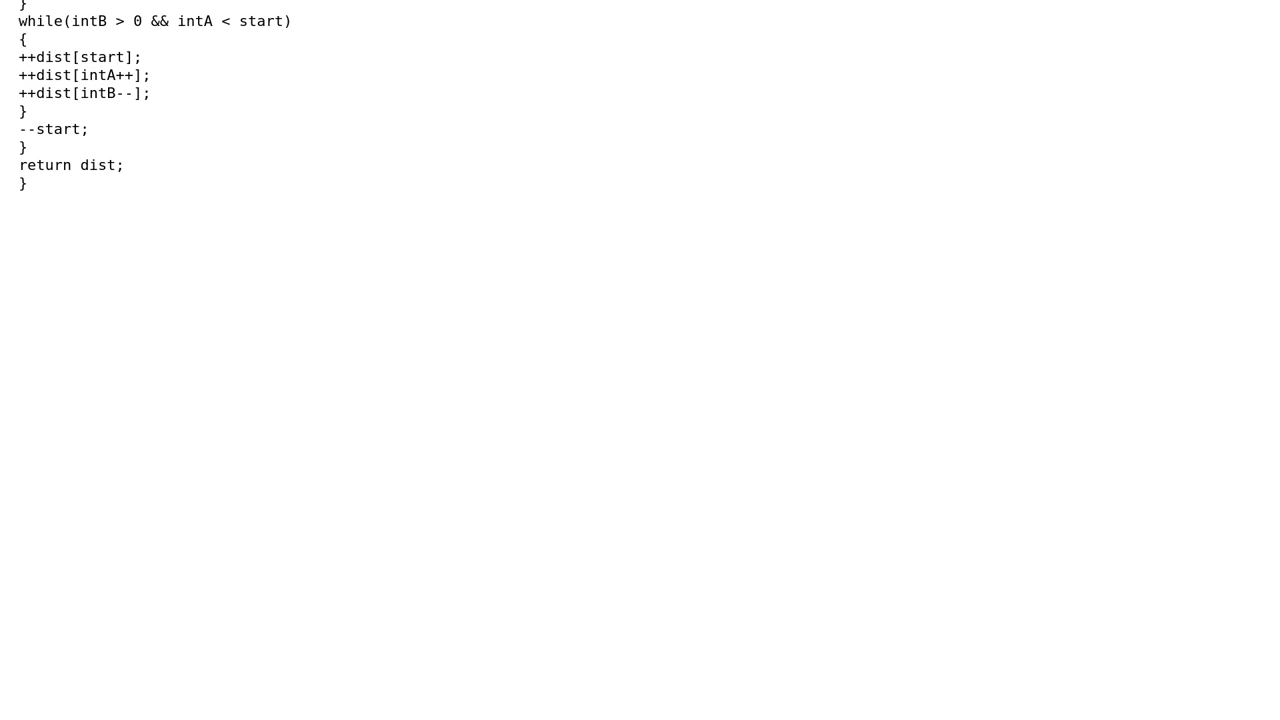 }
while(intB > 0 && intA < start)
{
++dist[start];
++dist[intA++];
++dist[intB--];
}
--start;
}
return dist;
}